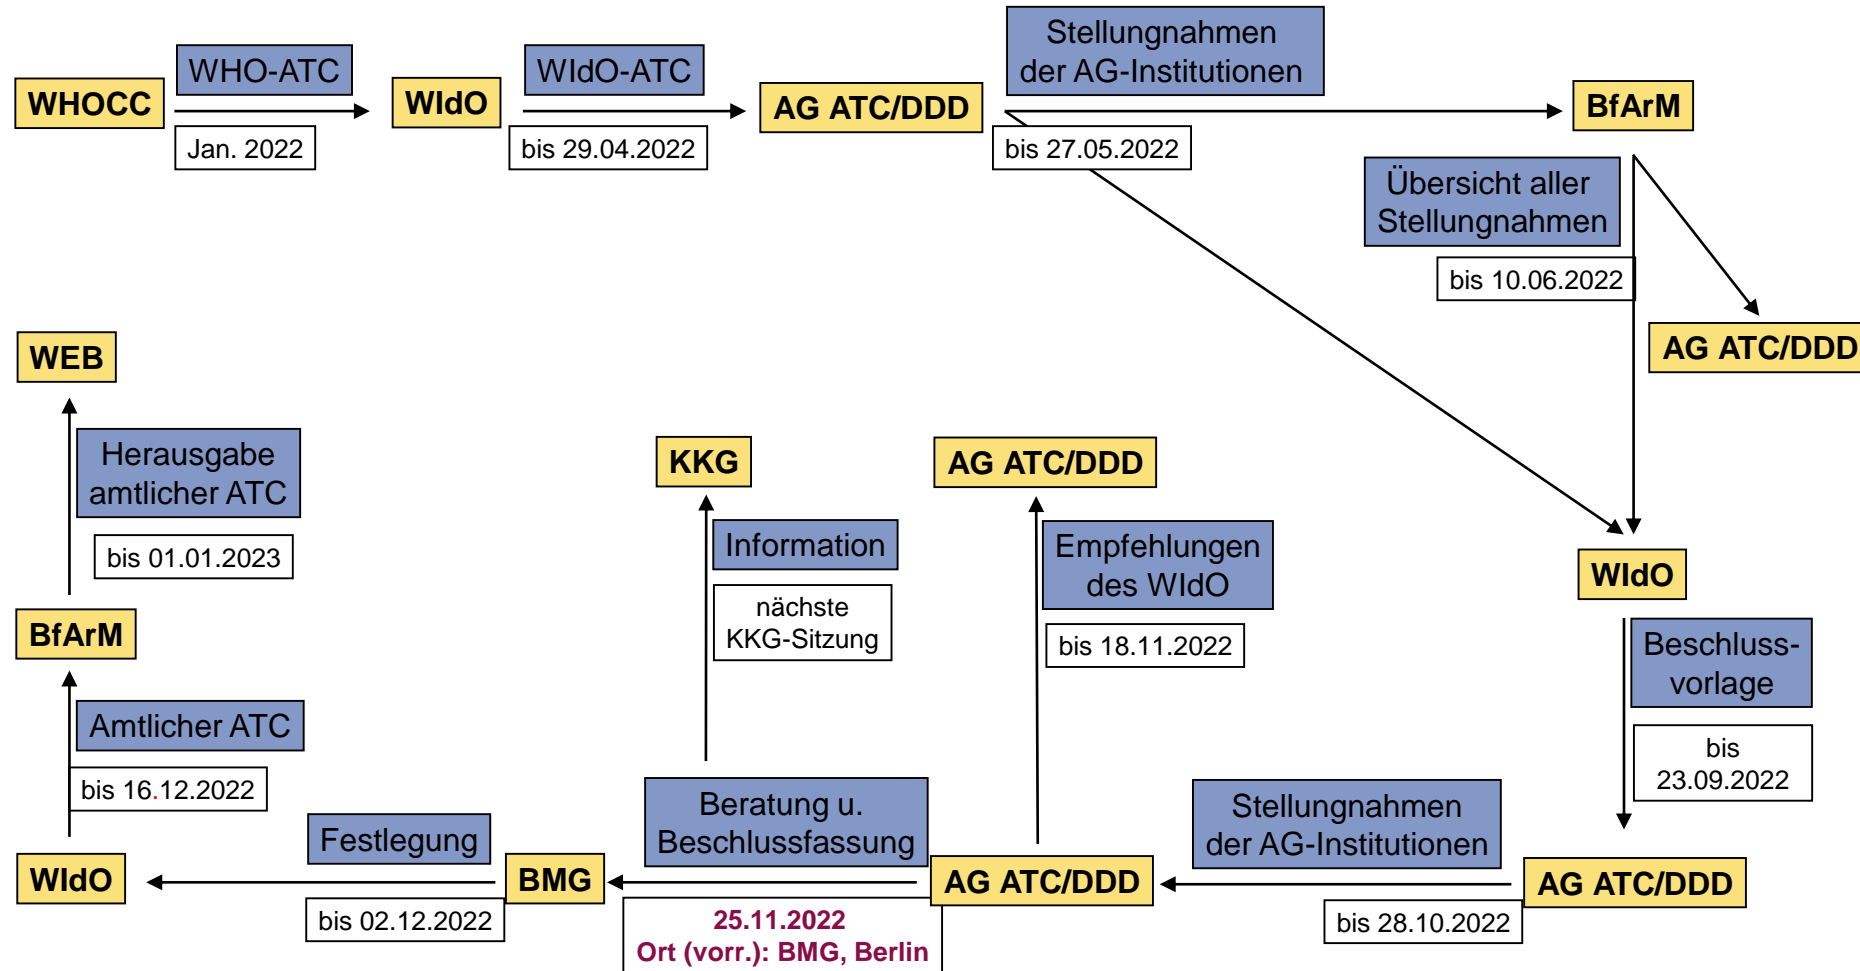 WHOCC
WHO-ATC
Jan. 2022
WIdO
WIdO-ATC
bis 29.04.2022
AG ATC/DDD
Stellungnahmen
der AG-Institutionen
bis 27.05.2022
BfArM
Übersicht aller
Stellungnahmen
bis 10.06.2022
AG ATC/DDD
WIdO
Beschluss-
vorlage
bis
23.09.2022
AG ATC/DDD
Stellungnahmen
der AG-Institutionen
bis 28.10.2022
AG ATC/DDD
Empfehlungen
des WIdO
bis 18.11.2022
AG ATC/DDD
Beratung u.
Beschlussfassung
25.11.2022
Ort (vorr.): BMG, Berlin
KKG
Information
nächste
KKG-Sitzung
BMG
Festlegung
bis 02.12.2022
WIdO
Amtlicher ATC
bis 16.12.2022
BfArM
Herausgabe
amtlicher ATC
bis 01.01.2023
WEB